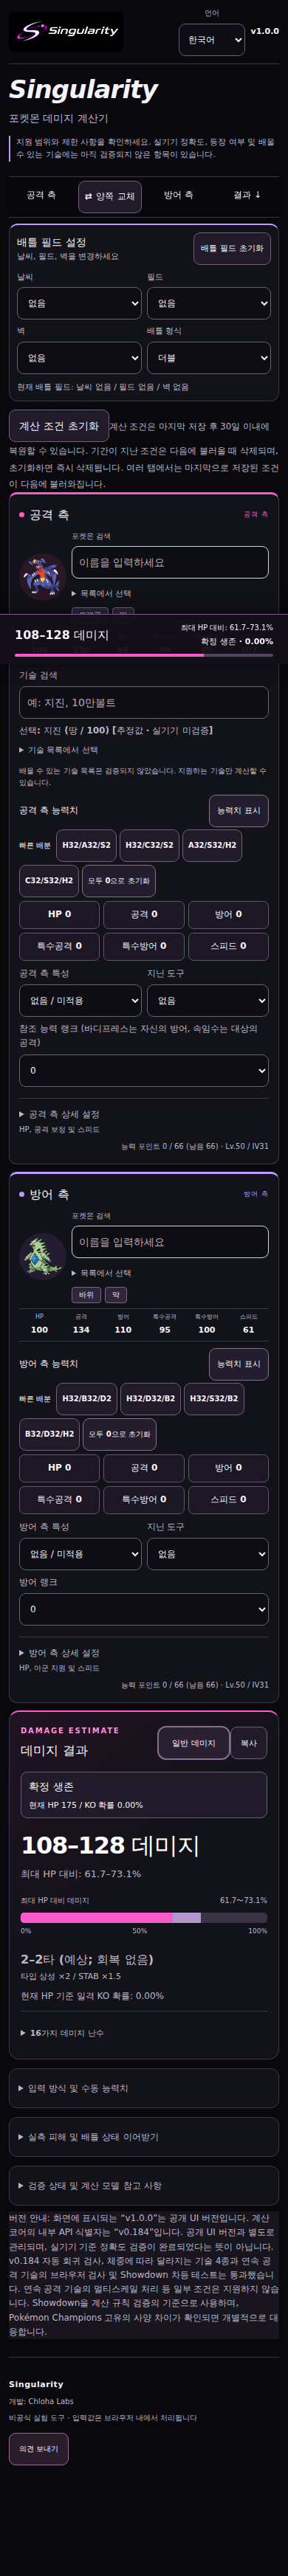 Singularity
언어
한국어
v1.0.0
Singularity
포켓몬 데미지 계산기
지원 범위와 제한 사항을 확인하세요. 실기기 정확도, 등장 여부 및 배울
수 있는 기술에는 아직 검증되지 않은 항목이 있습니다.
공격 측
⇄ 양쪽 교체
방어 측
결과 ↓
배틀 필드 설정
날씨, 필드, 벽을 변경하세요
배틀 필드 초기화
날씨
필드
없음
없음
벽
배틀 형식
없음
더블
현재 배틀 필드: 날씨 없음 / 필드 없음 / 벽 없음
계산 조건 초기화
계산 조건은 마지막 저장 후 30일 이내에
복원할 수 있습니다. 기간이 지난 조건은 다음에 불러올 때 삭제되며,
초기화하면 즉시 삭제됩니다. 여러 탭에서는 마지막으로 저장된 조건
이 다음에 불러와집니다.
공격 측
공격 측
포켓몬 검색
이름을 입력하세요
▶ 목록에서 선택
108–128 데미지
최대 HP 대비: 61.7–73.1%
확정 생존 · 0.00%
기술 검색
예: 지진, 10만볼트
선택: 지진 (땅 / 100) [추정값 · 실기기 미검증]
▶ 기술 목록에서 선택
배울 수 있는 기술 목록은 검증되지 않았습니다. 지원하는 기술만 계산할 수
있습니다.
공격 측 능력치
능력치 표시
빠른 배분
H32/A32/S2
H32/C32/S2
A32/S32/H2
C32/S32/H2
모두 0으로 초기화
HP 0
공격 0
방어 0
특수공격 0
특수방어 0
스피드 0
공격 측 특성
지닌 도구
없음 / 미적용
없음
참조 능력 랭크 (바디프레스는 자신의 방어, 속임수는 대상의
공격)
0
▶ 공격 측 상세 설정
HP, 공격 보정 및 스피드
능력 포인트 0 / 66 (남음 66) · Lv.50 / IV31
방어 측
방어 측
포켓몬 검색
이름을 입력하세요
▶ 목록에서 선택
바위
악
HP
공격
방어
특수공격
특수방어
스피드
100
134
110
95
100
61
방어 측 능력치
능력치 표시
빠른 배분
H32/B32/D2
H32/D32/B2
H32/S32/B2
B32/D32/H2
모두 0으로 초기화
HP 0
공격 0
방어 0
특수공격 0
특수방어 0
스피드 0
방어 측 특성
지닌 도구
없음 / 미적용
없음
방어 랭크
0
▶ 방어 측 상세 설정
HP, 아군 지원 및 스피드
능력 포인트 0 / 66 (남음 66) · Lv.50 / IV31
DAMAGE ESTIMATE
데미지 결과
일반 데미지
복사
확정 생존
현재 HP 175 / KO 확률 0.00%
108–128 데미지
최대 HP 대비: 61.7–73.1%
최대 HP 대비 데미지
61.7~73.1%
0%
50%
100%
2–2타 (예상; 회복 없음)
타입 상성 ×2 / STAB ×1.5
현재 HP 기준 일격 KO 확률: 0.00%
▶ 16가지 데미지 난수
▶ 입력 방식 및 수동 능력치
▶ 실측 피해 및 배틀 상태 이어받기
▶ 검증 상태 및 계산 모델 참고 사항
버전 안내: 화면에 표시되는 “v1.0.0”는 공개 UI 버전입니다. 계산
코어의 내부 API 식별자는 “v0.184”입니다. 공개 UI 버전과 별도로
관리되며, 실기기 기준 정확도 검증이 완료되었다는 뜻이 아닙니다.
v0.184 자동 회귀 검사, 체중에 따라 달라지는 기술 4종과 연속 공
격 기술의 브라우저 검사 및 Showdown 차등 테스트는 통과했습니
다. 연속 공격 기술의 멀티스케일 처리 등 일부 조건은 지원하지 않습
니다. Showdown을 계산 규칙 검증의 기준으로 사용하며,
Pokémon Champions 고유의 사양 차이가 확인되면 개별적으로 대
응합니다.
Singularity
개발: Chloha Labs
비공식 실험 도구 · 입력값은 브라우저 내에서 처리됩니다
의견 보내기